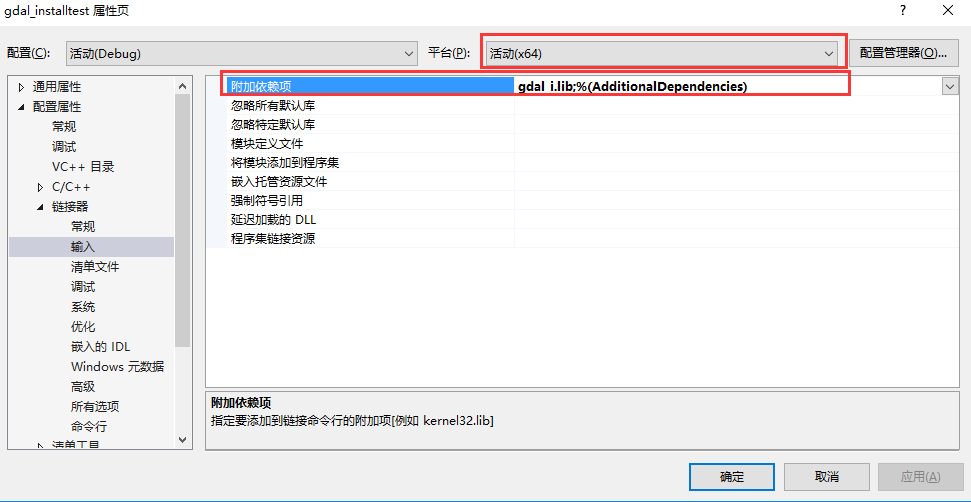 gdal_installtest 属性页
配置(C): 活动(Debug) 平台(P): 活动(x64) 配置管理器(O)...
通用属性
配置属性
常规
调试
VC++ 目录
C/C++
链接器
常规
输入
清单文件
调试
系统
优化
嵌入的 IDL
Windows 元数据
高级
所有选项
命令行
清单工具
附加依赖项 gdal_i.lib;%(AdditionalDependencies)
忽略所有默认库
忽略特定默认库
模块定义文件
将模块添加到程序集
嵌入托管资源文件
强制符号引用
延迟加载的 DLL
程序集链接资源
附加依赖项
指定要添加到链接命令行的附加项[例如 kernel32.lib]
确定 取消 应用(A)